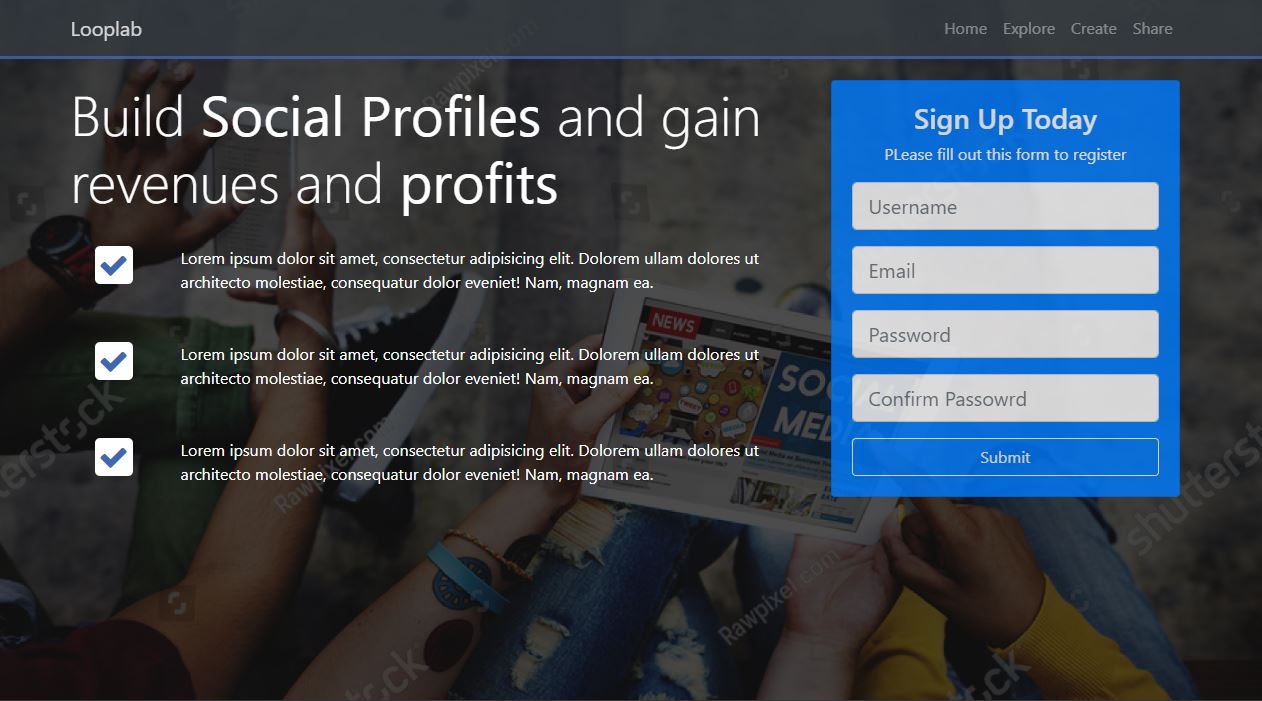 Looplab
Home Explore Create Share
Build Social Profiles and gain
revenues and profits
Lorem ipsum dolor sit amet, consectetur adipisicing elit. Dolorem ullam dolores ut
architecto molestiae, consequatur dolor eveniet! Nam, magnam ea.
Lorem ipsum dolor sit amet, consectetur adipisicing elit. Dolorem ullam dolores ut
architecto molestiae, consequatur dolor eveniet! Nam, magnam ea.
Lorem ipsum dolor sit amet, consectetur adipisicing elit. Dolorem ullam dolores ut
architecto molestiae, consequatur dolor eveniet! Nam, magnam ea.
Sign Up Today
PLease fill out this form to register
Username
Email
Password
Confirm Passowrd
Submit
NEWS
SOCIAL
MEDIA
TWEET
Rawpixel.com
Rawpixel.com
Shutterstock